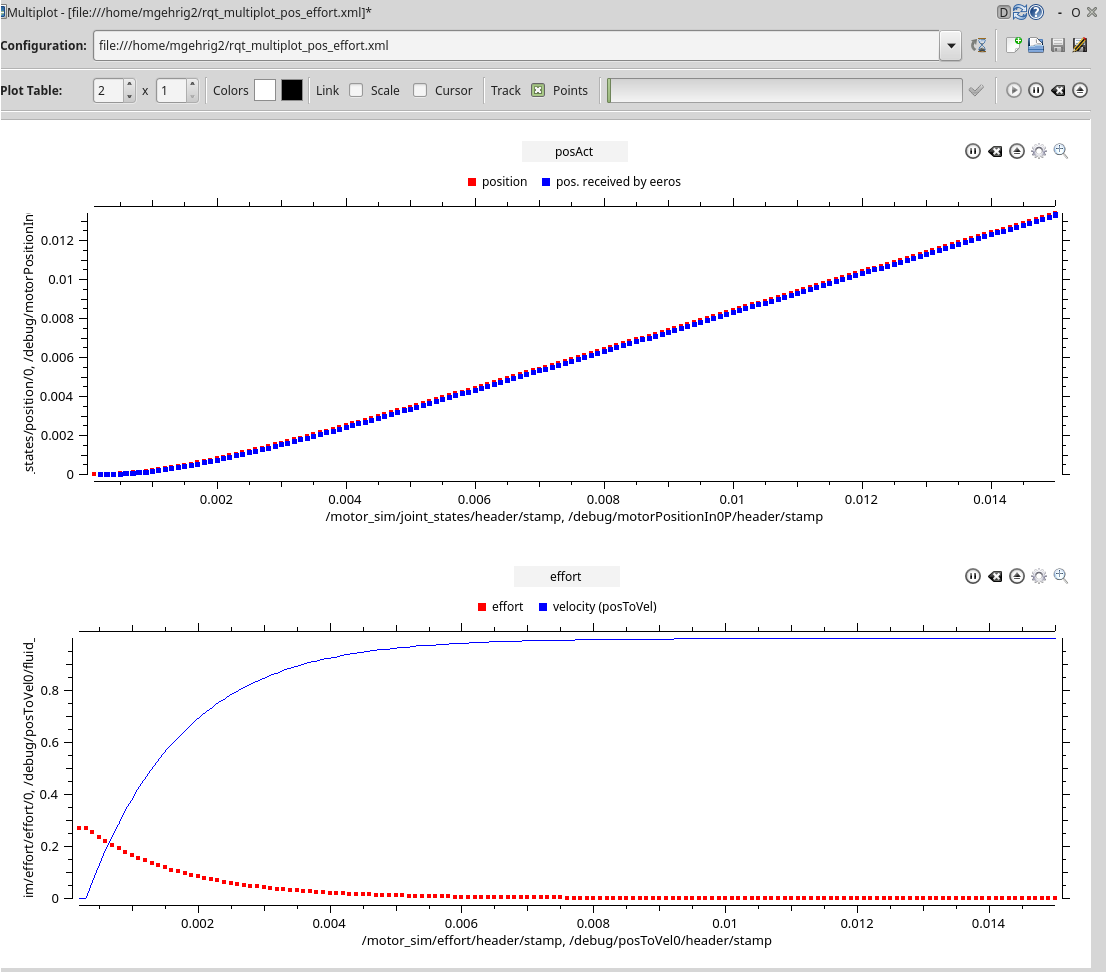 Multiplot - [file:///home/mgehrig2/rqt_multiplot_pos_effort.xml]*
D
- O
Configuration: file:///home/mgehrig2/rqt_multiplot_pos_effort.xml
Plot Table: 2 x 1 Colors Link Scale Cursor Track Points
posAct
position pos. received by eeros
_states/position/0, /debug/motorPositionIn
0.012
0.01
0.008
0.006
0.004
0.002
0
0.002 0.004 0.006 0.008 0.01 0.012 0.014
/motor_sim/joint_states/header/stamp, /debug/motorPositionIn0P/header/stamp
effort
effort velocity (posToVel)
im/effort/effort/0, /debug/posToVel0/fluid_
0.8
0.6
0.4
0.2
0
0.002 0.004 0.006 0.008 0.01 0.012 0.014
/motor_sim/effort/header/stamp, /debug/posToVel0/header/stamp